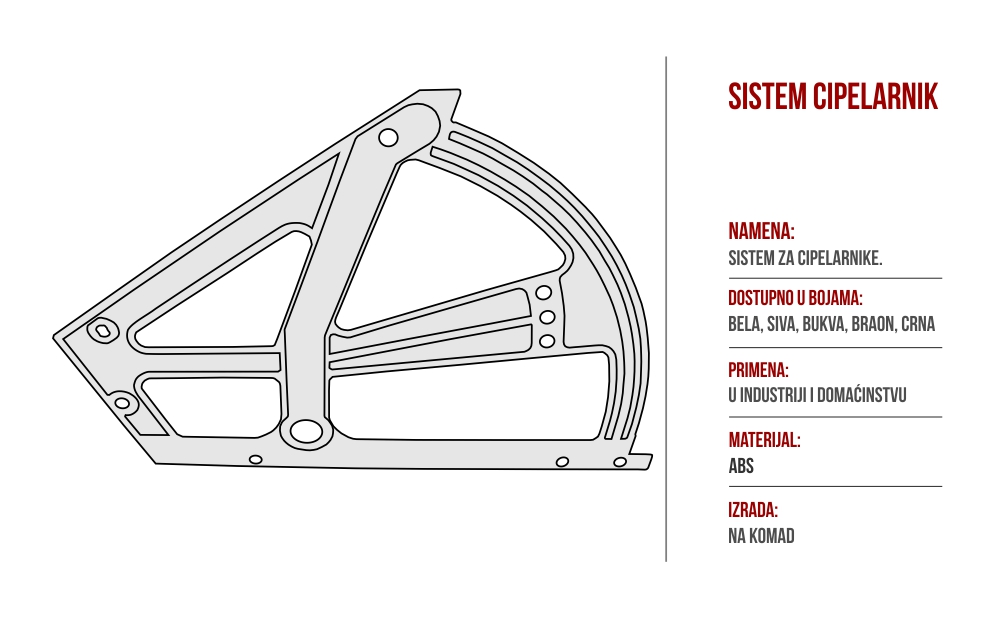 SISTEM CIPELARNIK
NAMENA:
SISTEM ZA CIPELARNIKE.
DOSTUPNO U BOJAMA:
BELA, SIVA, BUKVA, BRAON, CRNA
PRIMENA:
U INDUSTRIJI I DOMAĆINSTVU
MATERIJAL:
ABS
IZRADA:
NA KOMAD